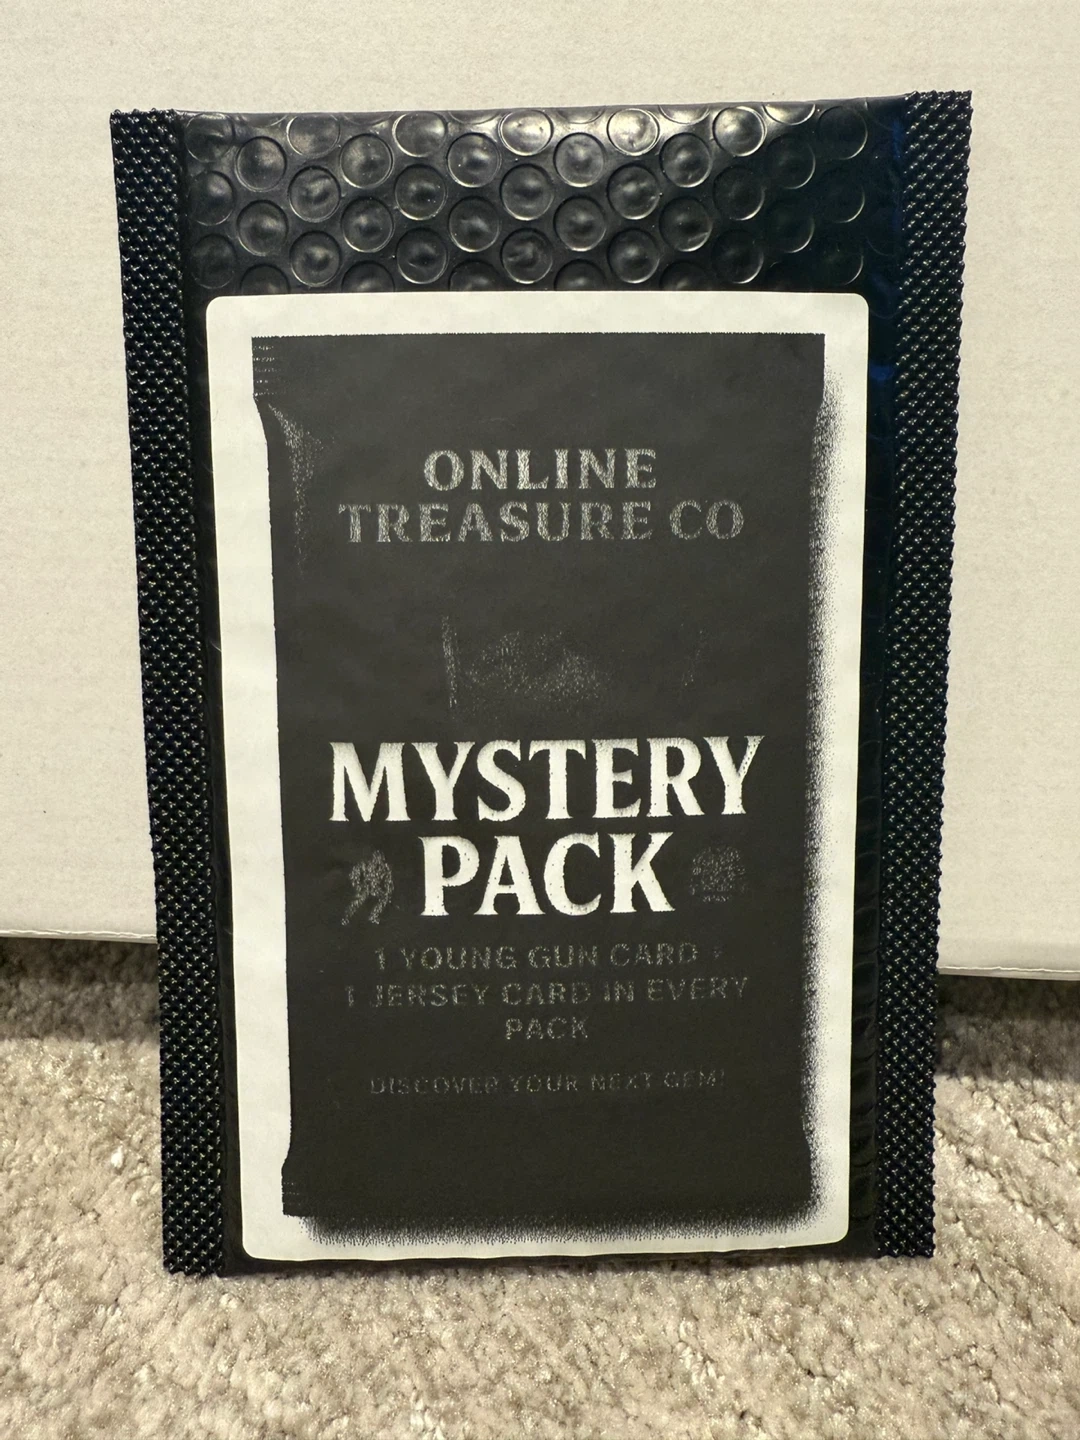 ONLINE
TREASURE CO
MYSTERY
PACK
1 YOUNG GUN CARD +
1 JERSEY CARD IN EVERY
PACK
DISCOVER YOUR NEXT GEM!